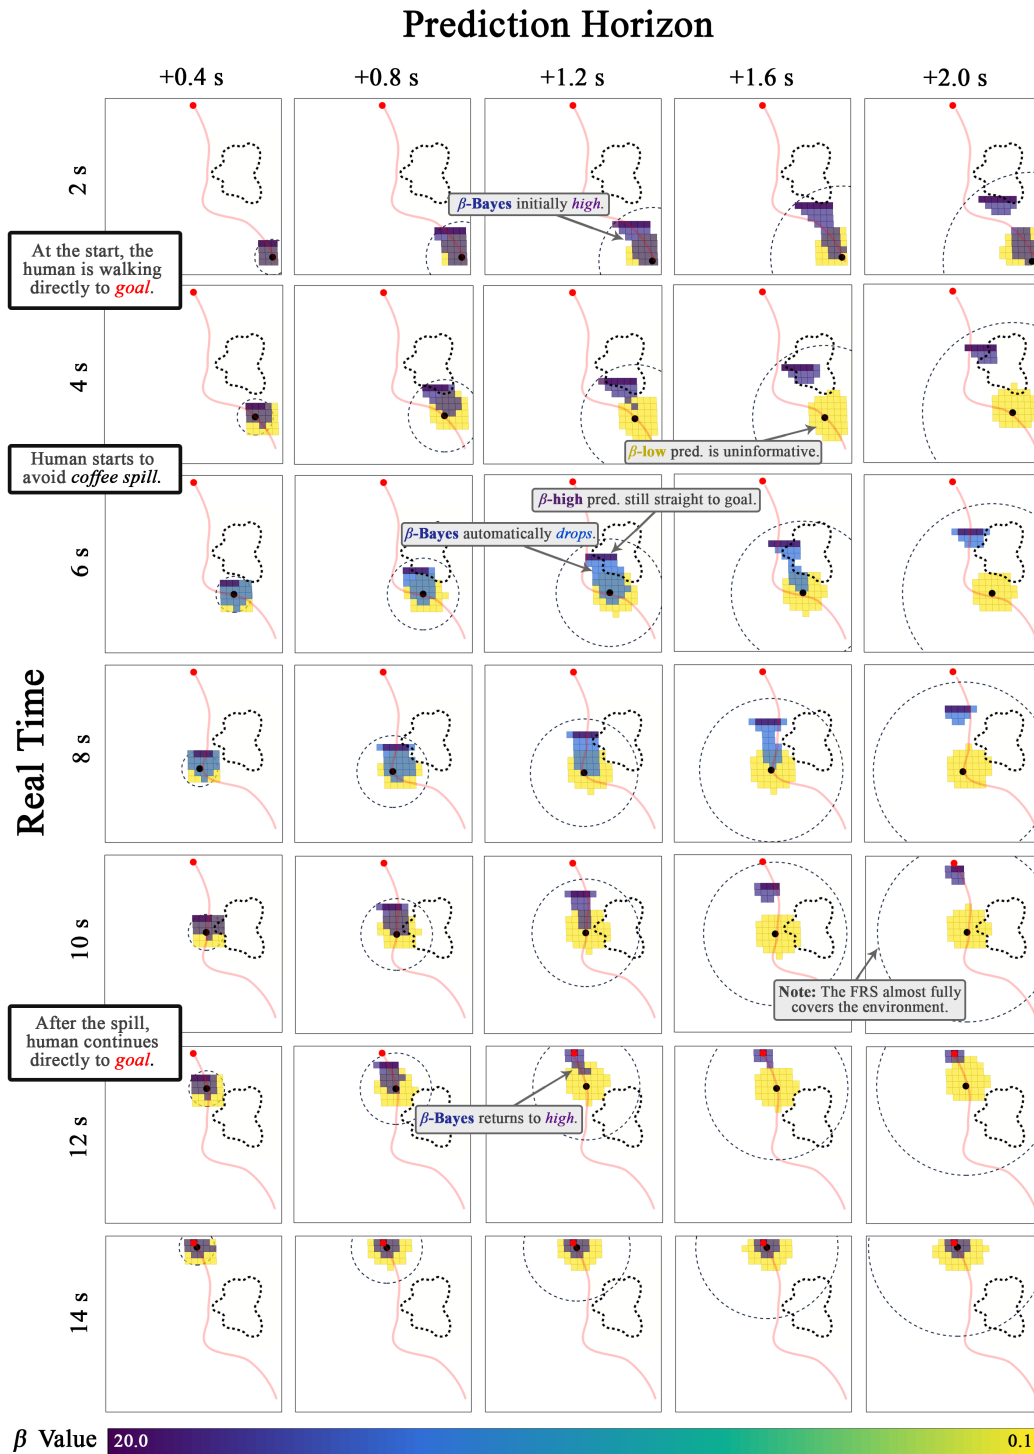 Prediction Horizon
+0.4 s
+0.8 s
+1.2 s
+1.6 s
+2.0 s
2 s
β-Bayes initially high.
At the start, the
human is walking
directly to goal.
4 s
β-low pred. is uninformative.
Human starts to
avoid coffee spill.
β-high pred. still straight to goal.
β-Bayes automatically drops.
6 s
Real Time
8 s
10 s
Note: The FRS almost fully
covers the environment.
After the spill,
human continues
directly to goal.
β-Bayes returns to high.
12 s
14 s
β Value
20.0
0.1